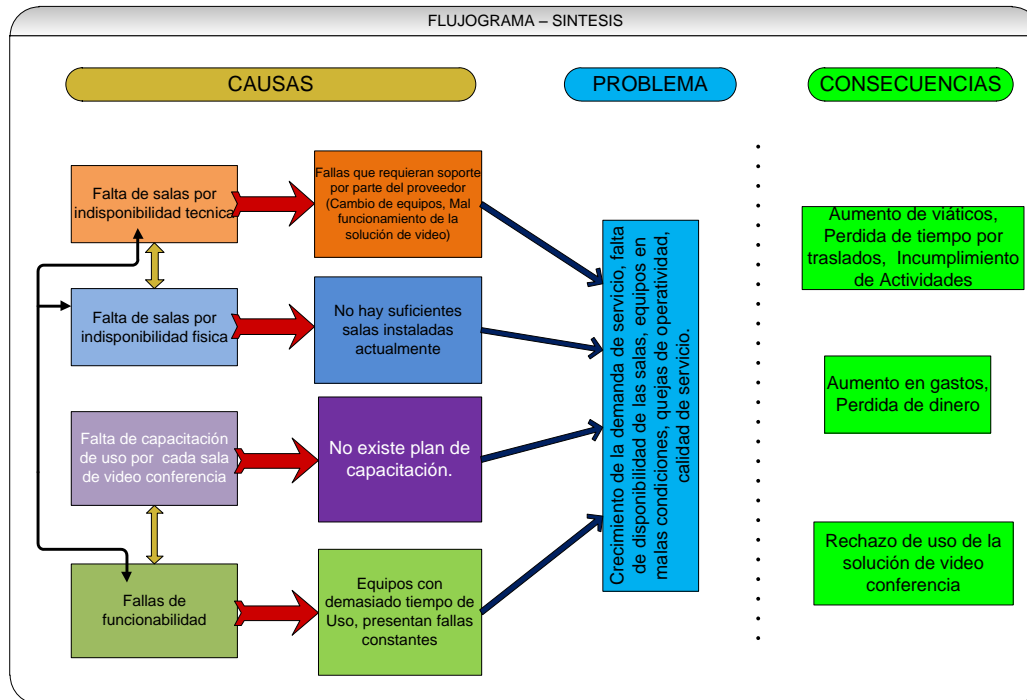 FLUJOGRAMA – SINTESIS
CAUSAS
PROBLEMA
CONSECUENCIAS
Falta de salas por
indisponibilidad tecnica
Fallas que requieran soporte
por parte del proveedor
(Cambio de equipos, Mal
funcionamiento de la
solución de video)
Falta de salas por
indisponibilidad fisica
No hay suficientes
salas instaladas
actualmente
Falta de capacitación
de uso por cada sala
de video conferencia
No existe plan de
capacitación.
Fallas de
funcionabilidad
Equipos con
demasiado tiempo de
Uso, presentan fallas
constantes
Crecimiento de la demanda de servicio, falta
de disponibilidad de las salas, equipos en
malas condiciones, quejas de operatividad,
calidad de servicio.
Aumento de viáticos,
Perdida de tiempo por
traslados, Incumplimiento
de Actividades
Aumento en gastos,
Perdida de dinero
Rechazo de uso de la
solución de video
conferencia